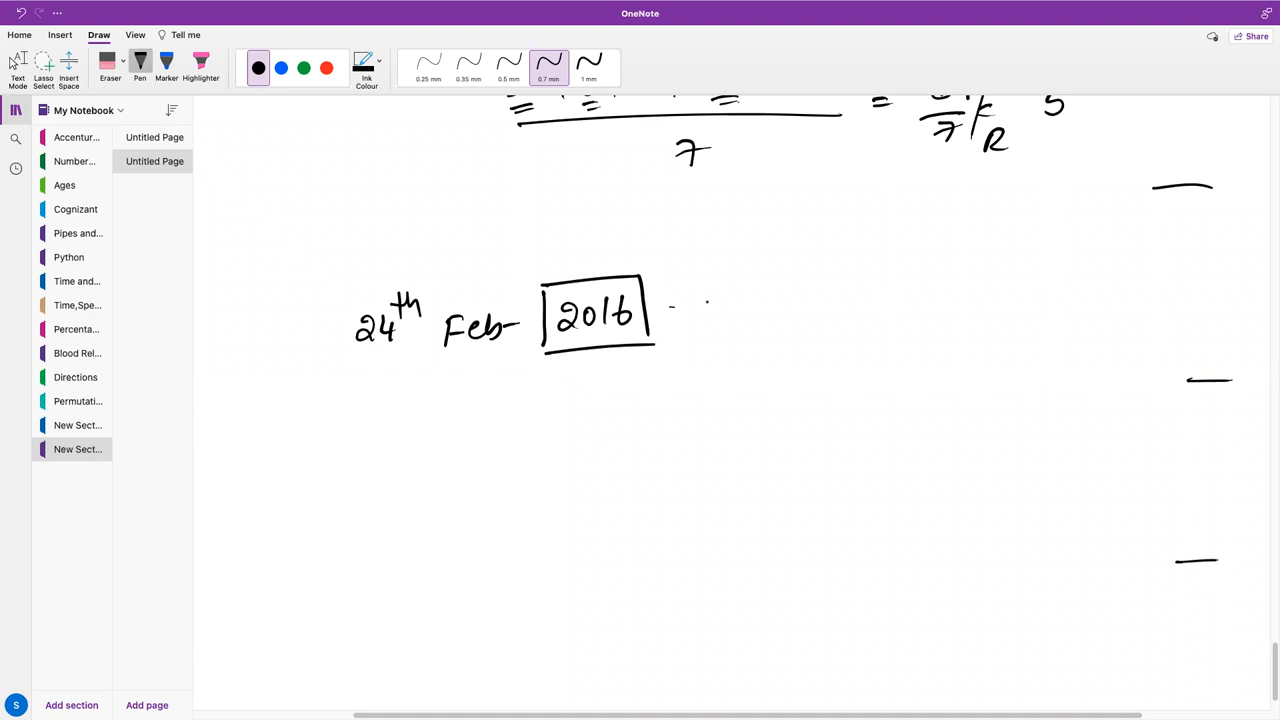 OneNote
Home Insert Draw View Tell me
Share
Text Mode
Lasso Select
Insert Space
Eraser
Pen
Marker
Highlighter
Ink Colour
0.25 mm
0.35 mm
0.5 mm
0.7 mm
1 mm
My Notebook
Accentur...
Number...
Ages
Cognizant
Pipes and...
Python
Time and...
Time,Spe...
Percenta...
Blood Rel...
Directions
Permutati...
New Sect...
New Sect...
Untitled Page
Untitled Page
= 7 R 5
7
24th Feb 2016 -
S
Add section
Add page